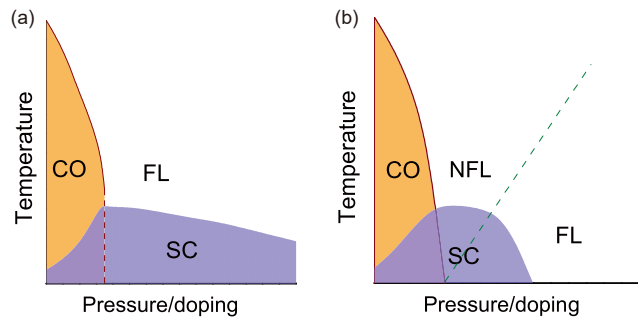 (a)
Temperature
CO
FL
SC
Pressure/doping
(b)
Temperature
CO
NFL
SC
FL
Pressure/doping